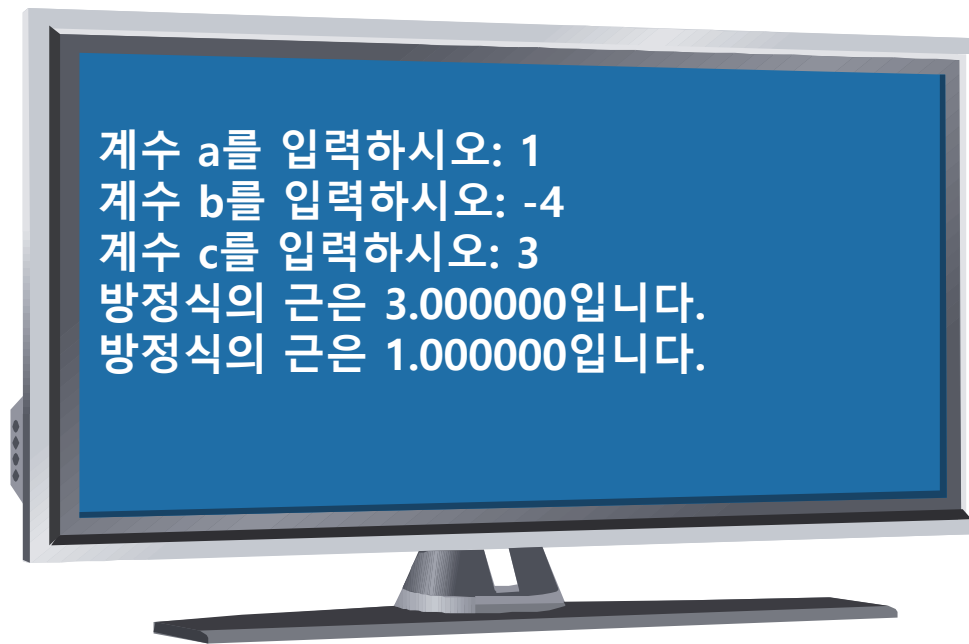 계수 a를 입력하시오: 1
계수 b를 입력하시오: -4
계수 c를 입력하시오: 3
방정식의 근은 3.000000입니다.
방정식의 근은 1.000000입니다.